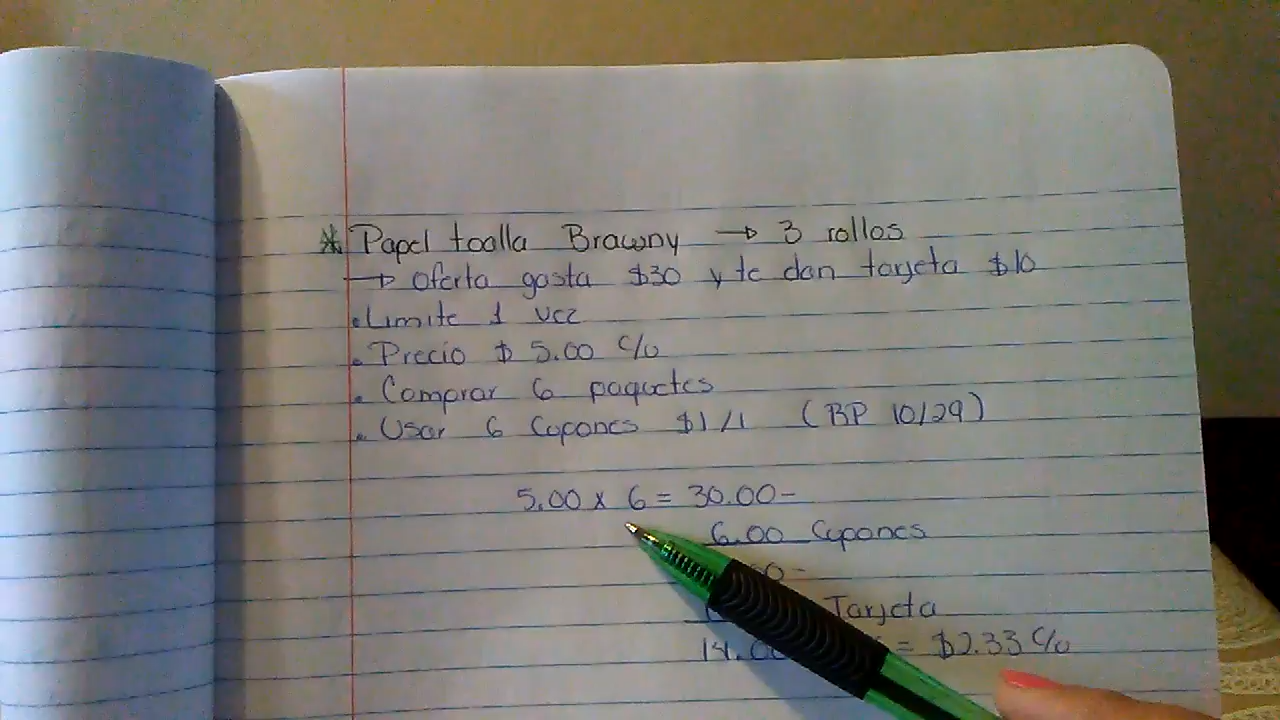 * Papel toalla Brawny → 3 rollos
→ Oferta gasta $30 y te dan tarjeta $10
• Limite 1 vez
• Precio $5.00 c/o
• Comprar 6 paquetes
• Usar 6 Cupones $1/1 (RP 10/29)
5.00 x 6 = 30.00-
6.00 Cupones
Tarjeta
14.00 = $2.33 c/o